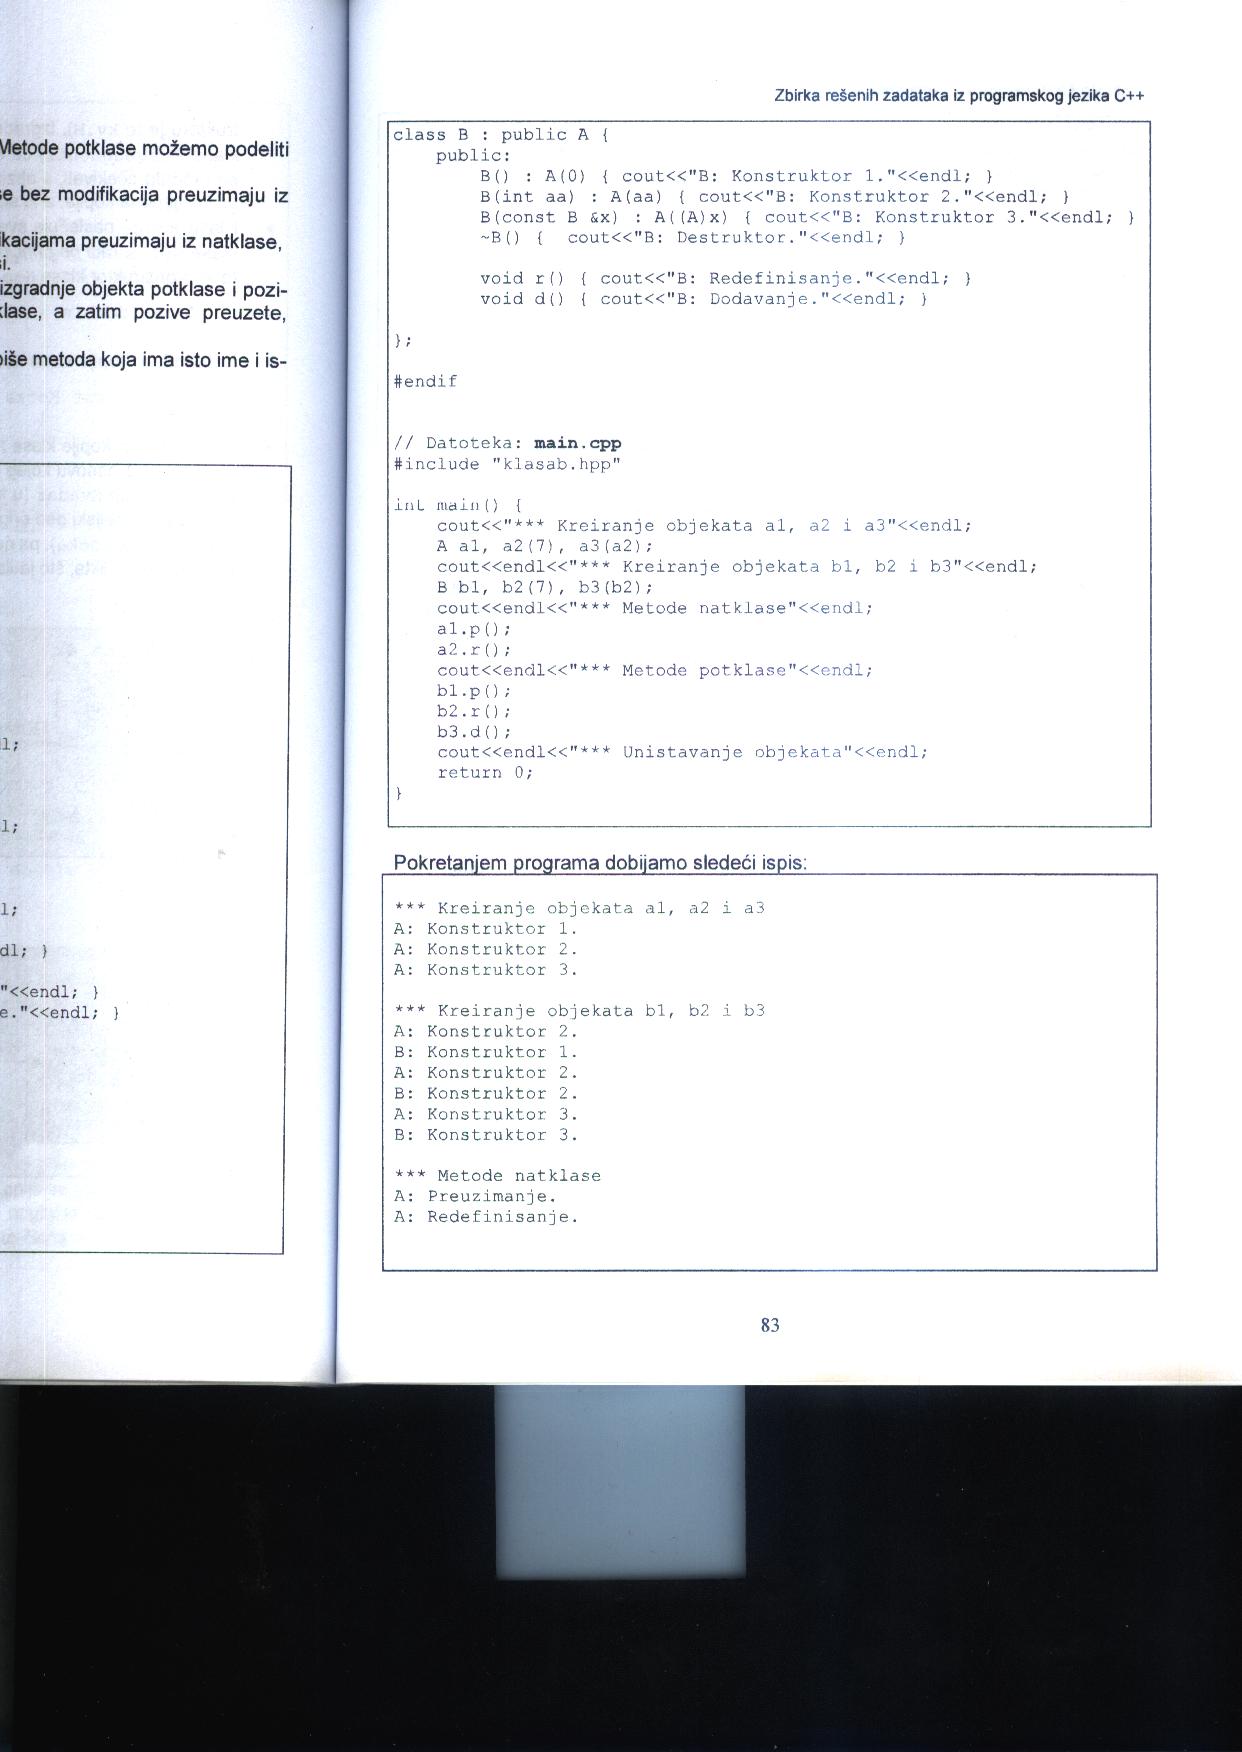 Metode potklase možemo podeliti
bez modifikacija preuzimaju iz
preuzimaju iz natklase,
izgradnje objekta potklase i pozi-
a zatim pozive preuzete,
metoda koja ima isto ime i is-
l;
l;
l;
dl; }
"<<endl; }
e."<<endl; }
Zbirka rešenih zadataka iz programskog jezika C++
class B : public A {
public:
B() : A(0) { cout<<"B: Konstruktor 1."<<endl; }
B(int aa) : A(aa) { cout<<"B: Konstruktor 2."<<endl; }
B(const B &x) : A((A)x) { cout<<"B: Konstruktor 3."<<endl; }
~B() { cout<<"B: Destruktor."<<endl; }
void r() { cout<<"B: Redefinisanje."<<endl; }
void d() { cout<<"B: Dodavanje."<<endl; }
};
#endif
// Datoteka: main.cpp
#include "klasab.hpp"
int main() {
cout<<"*** Kreiranje objekata a1, a2 i a3"<<endl;
A a1, a2(7), a3(a2);
cout<<endl<<"*** Kreiranje objekata b1, b2 i b3"<<endl;
B b1, b2(7), b3(b2);
cout<<endl<<"*** Metode natklase"<<endl;
a1.p();
a2.r();
cout<<endl<<"*** Metode potklase"<<endl;
b1.p();
b2.r();
b3.d();
cout<<endl<<"*** Unistavanje objekata"<<endl;
return 0;
}
Pokretanjem programa dobijamo sledeći ispis:
*** Kreiranje objekata a1, a2 i a3
A: Konstruktor 1.
A: Konstruktor 2.
A: Konstruktor 3.
*** Kreiranje objekata b1, b2 i b3
A: Konstruktor 2.
B: Konstruktor 1.
A: Konstruktor 2.
B: Konstruktor 2.
A: Konstruktor 3.
B: Konstruktor 3.
*** Metode natklase
A: Preuzimanje.
A: Redefinisanje.
83